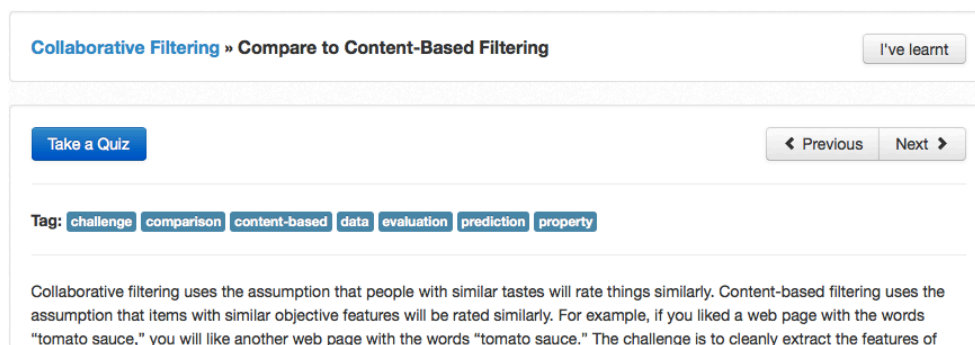 Collaborative Filtering » Compare to Content-Based Filtering
I've learnt
Take a Quiz
Previous
Next
Tag: challenge comparison content-based data evaluation prediction property
Collaborative filtering uses the assumption that people with similar tastes will rate things similarly. Content-based filtering uses the
assumption that items with similar objective features will be rated similarly. For example, if you liked a web page with the words
“tomato sauce,” you will like another web page with the words “tomato sauce.” The challenge is to cleanly extract the features of